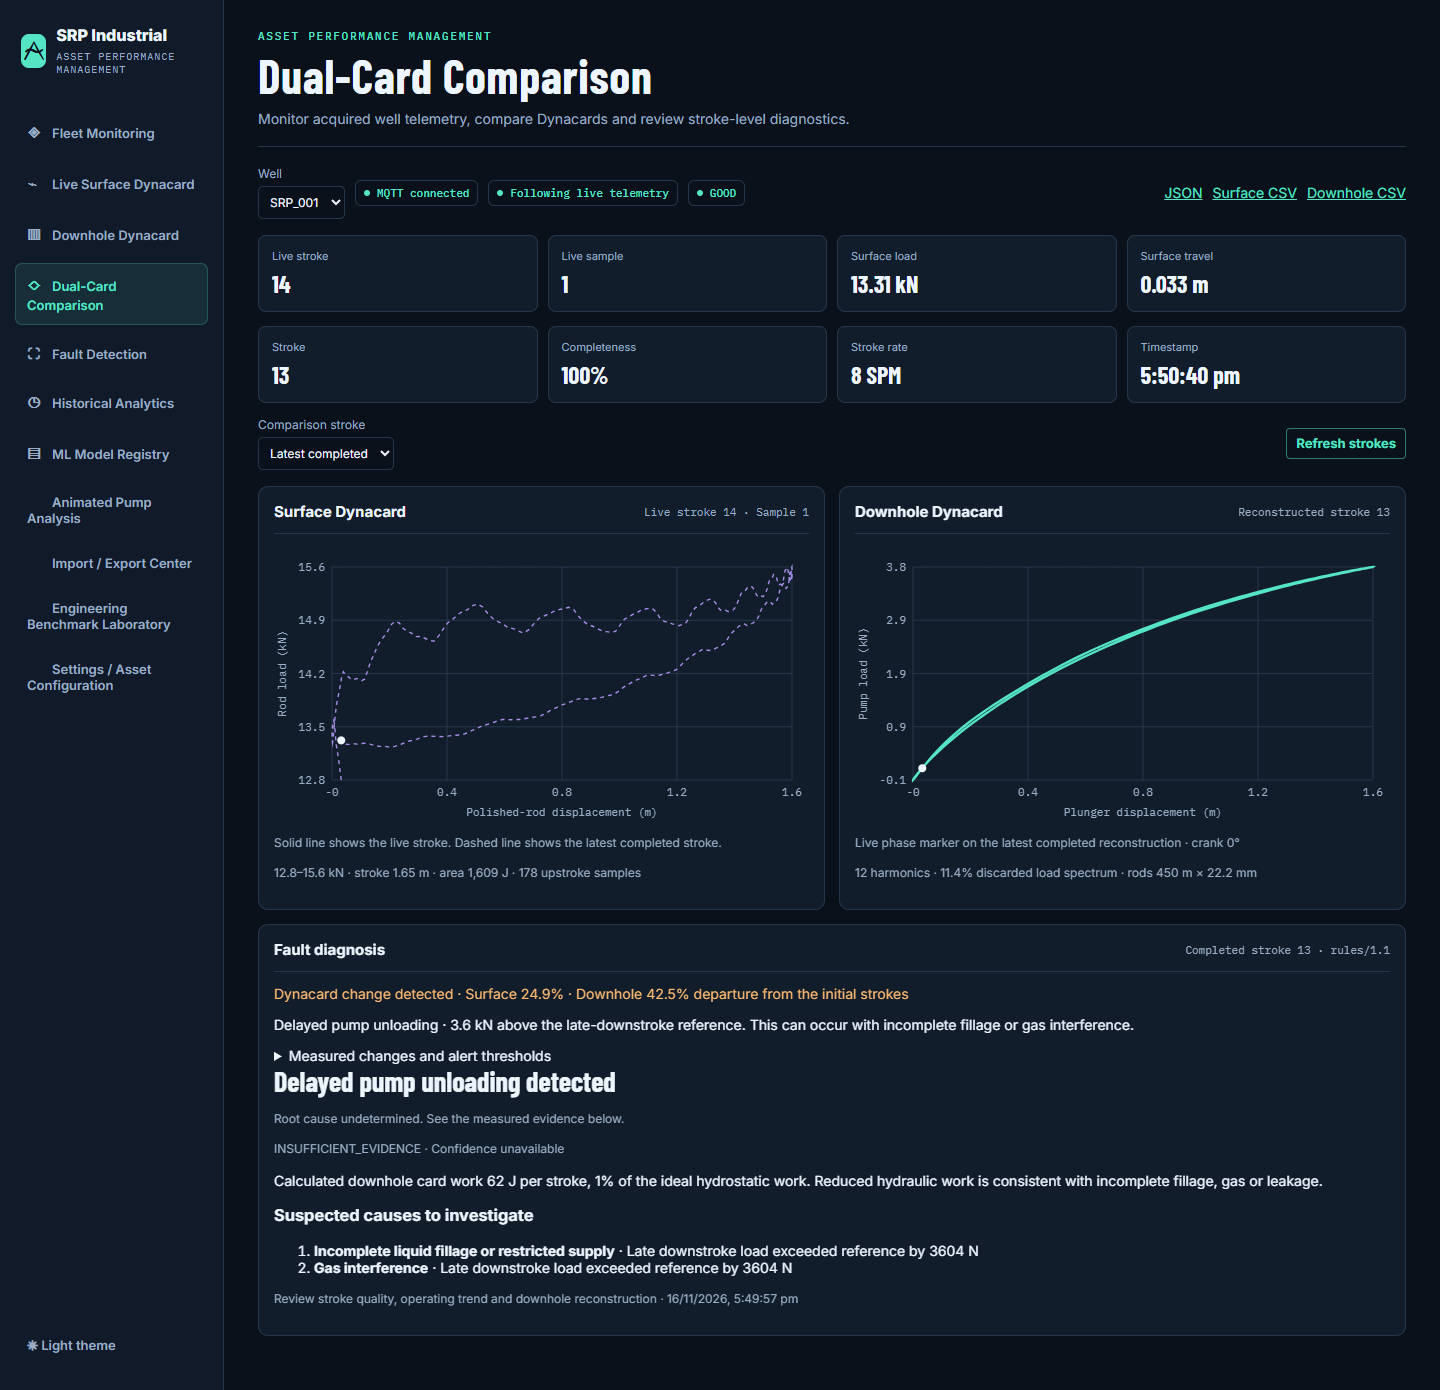 SRP Industrial
ASSET PERFORMANCE
MANAGEMENT
Fleet Monitoring
Live Surface Dynacard
Downhole Dynacard
Dual-Card
Comparison
Fault Detection
Historical Analytics
ML Model Registry
Animated Pump
Analysis
Import / Export Center
Engineering
Benchmark Laboratory
Settings / Asset
Configuration
Light theme
ASSET PERFORMANCE MANAGEMENT
Dual-Card Comparison
Monitor acquired well telemetry, compare Dynacards and review stroke-level diagnostics.
Well
SRP_001
MQTT connected
Following live telemetry
GOOD
JSON Surface CSV Downhole CSV
Live stroke
14
Live sample
1
Surface load
13.31 kN
Surface travel
0.033 m
Stroke
13
Completeness
100%
Stroke rate
8 SPM
Timestamp
5:50:40 pm
Comparison stroke
Latest completed
Refresh strokes
Surface Dynacard
Live stroke 14 · Sample 1
15.6
14.9
14.2
13.5
12.8
Rod load (kN)
-0 0.4 0.8 1.2 1.6
Polished-rod displacement (m)
Solid line shows the live stroke. Dashed line shows the latest completed stroke.
12.8–15.6 kN · stroke 1.65 m · area 1,609 J · 178 upstroke samples
Downhole Dynacard
Reconstructed stroke 13
3.8
2.9
1.9
0.9
-0.1
Pump load (kN)
-0 0.4 0.8 1.2 1.6
Plunger displacement (m)
Live phase marker on the latest completed reconstruction · crank 0°
12 harmonics · 11.4% discarded load spectrum · rods 450 m × 22.2 mm
Fault diagnosis
Completed stroke 13 · rules/1.1
Dynacard change detected · Surface 24.9% · Downhole 42.5% departure from the initial strokes
Delayed pump unloading · 3.6 kN above the late-downstroke reference. This can occur with incomplete fillage or gas interference.
Measured changes and alert thresholds
Delayed pump unloading detected
Root cause undetermined. See the measured evidence below.
INSUFFICIENT_EVIDENCE · Confidence unavailable
Calculated downhole card work 62 J per stroke, 1% of the ideal hydrostatic work. Reduced hydraulic work is consistent with incomplete fillage, gas or leakage.
Suspected causes to investigate
1. Incomplete liquid fillage or restricted supply · Late downstroke load exceeded reference by 3604 N
2. Gas interference · Late downstroke load exceeded reference by 3604 N
Review stroke quality, operating trend and downhole reconstruction · 16/11/2026, 5:49:57 pm